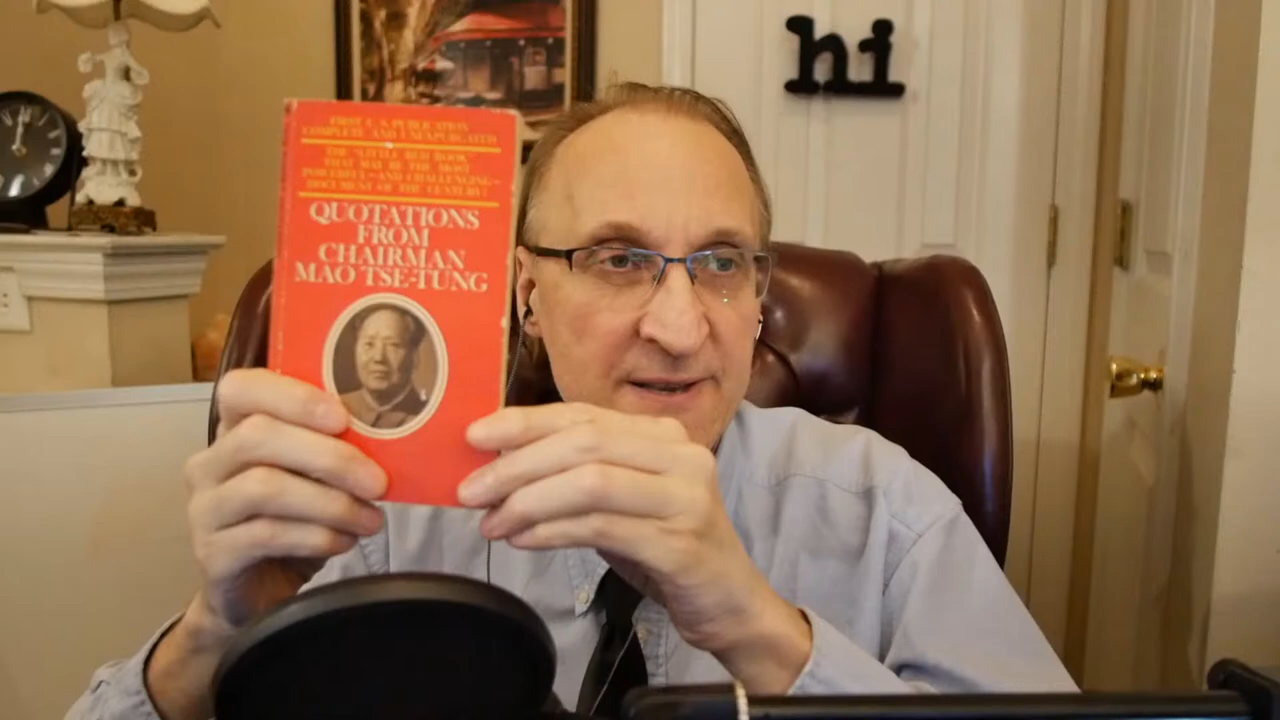 FIRST U. S. PUBLICATION
COMPLETE AND UNEXPURGATED
THE "LITTLE RED BOOK"
THAT MAY BE THE MOST
POWERFUL—AND CHALLENGING—
DOCUMENT OF THE CENTURY!
QUOTATIONS
FROM
CHAIRMAN
MAO TSE-TUNG
hi